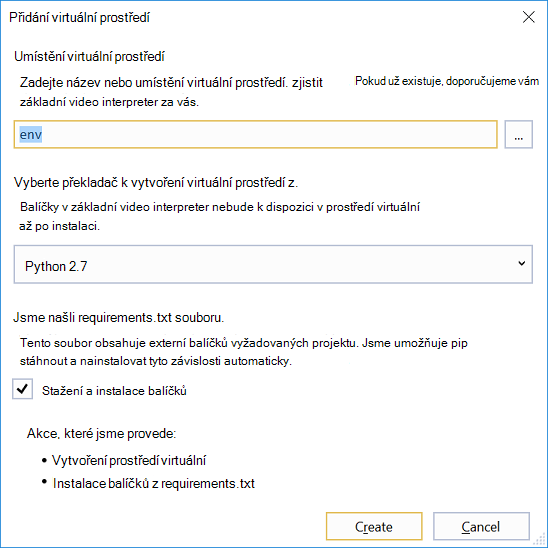 Přidání virtuální prostředí
Umístění virtuální prostředí
Zadejte název nebo umístění virtuální prostředí. zjistit Pokud už existuje, doporučujeme vám
základní video interpreter za vás.
env
...
Vyberte překladač k vytvoření virtuální prostředí z.
Balíčky v základní video interpreter nebude k dispozici v prostředí virtuální
až po instalaci.
Python 2.7
Jsme našli requirements.txt souboru.
Tento soubor obsahuje externí balíčků vyžadovaných projektu. Jsme umožňuje pip
stáhnout a nainstalovat tyto závislosti automaticky.
Stažení a instalace balíčků
Akce, které jsme provede:
• Vytvoření prostředí virtuální
• Instalace balíčků z requirements.txt
Create
Cancel